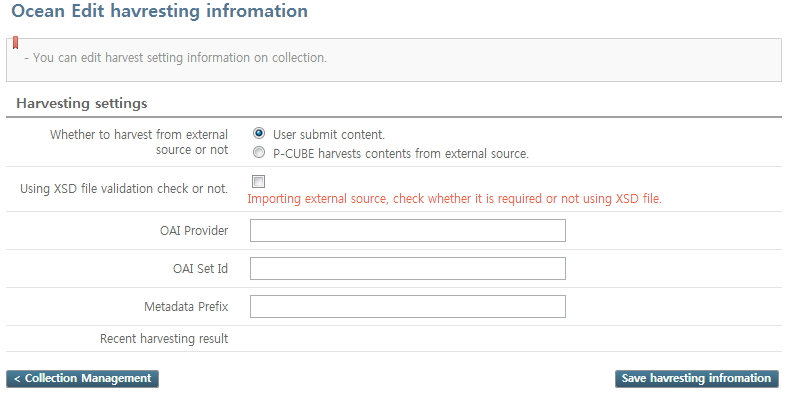 Ocean Edit havresting infromation
- You can edit harvest setting information on collection.
Harvesting settings
Whether to harvest from external
source or not
User submit content.
P-CUBE harvests contents from external source.
Using XSD file validation check or not.
Importing external source, check whether it is required or not using XSD file.
OAI Provider
OAI Set Id
Metadata Prefix
Recent harvesting result
< Collection Management
Save havresting infromation